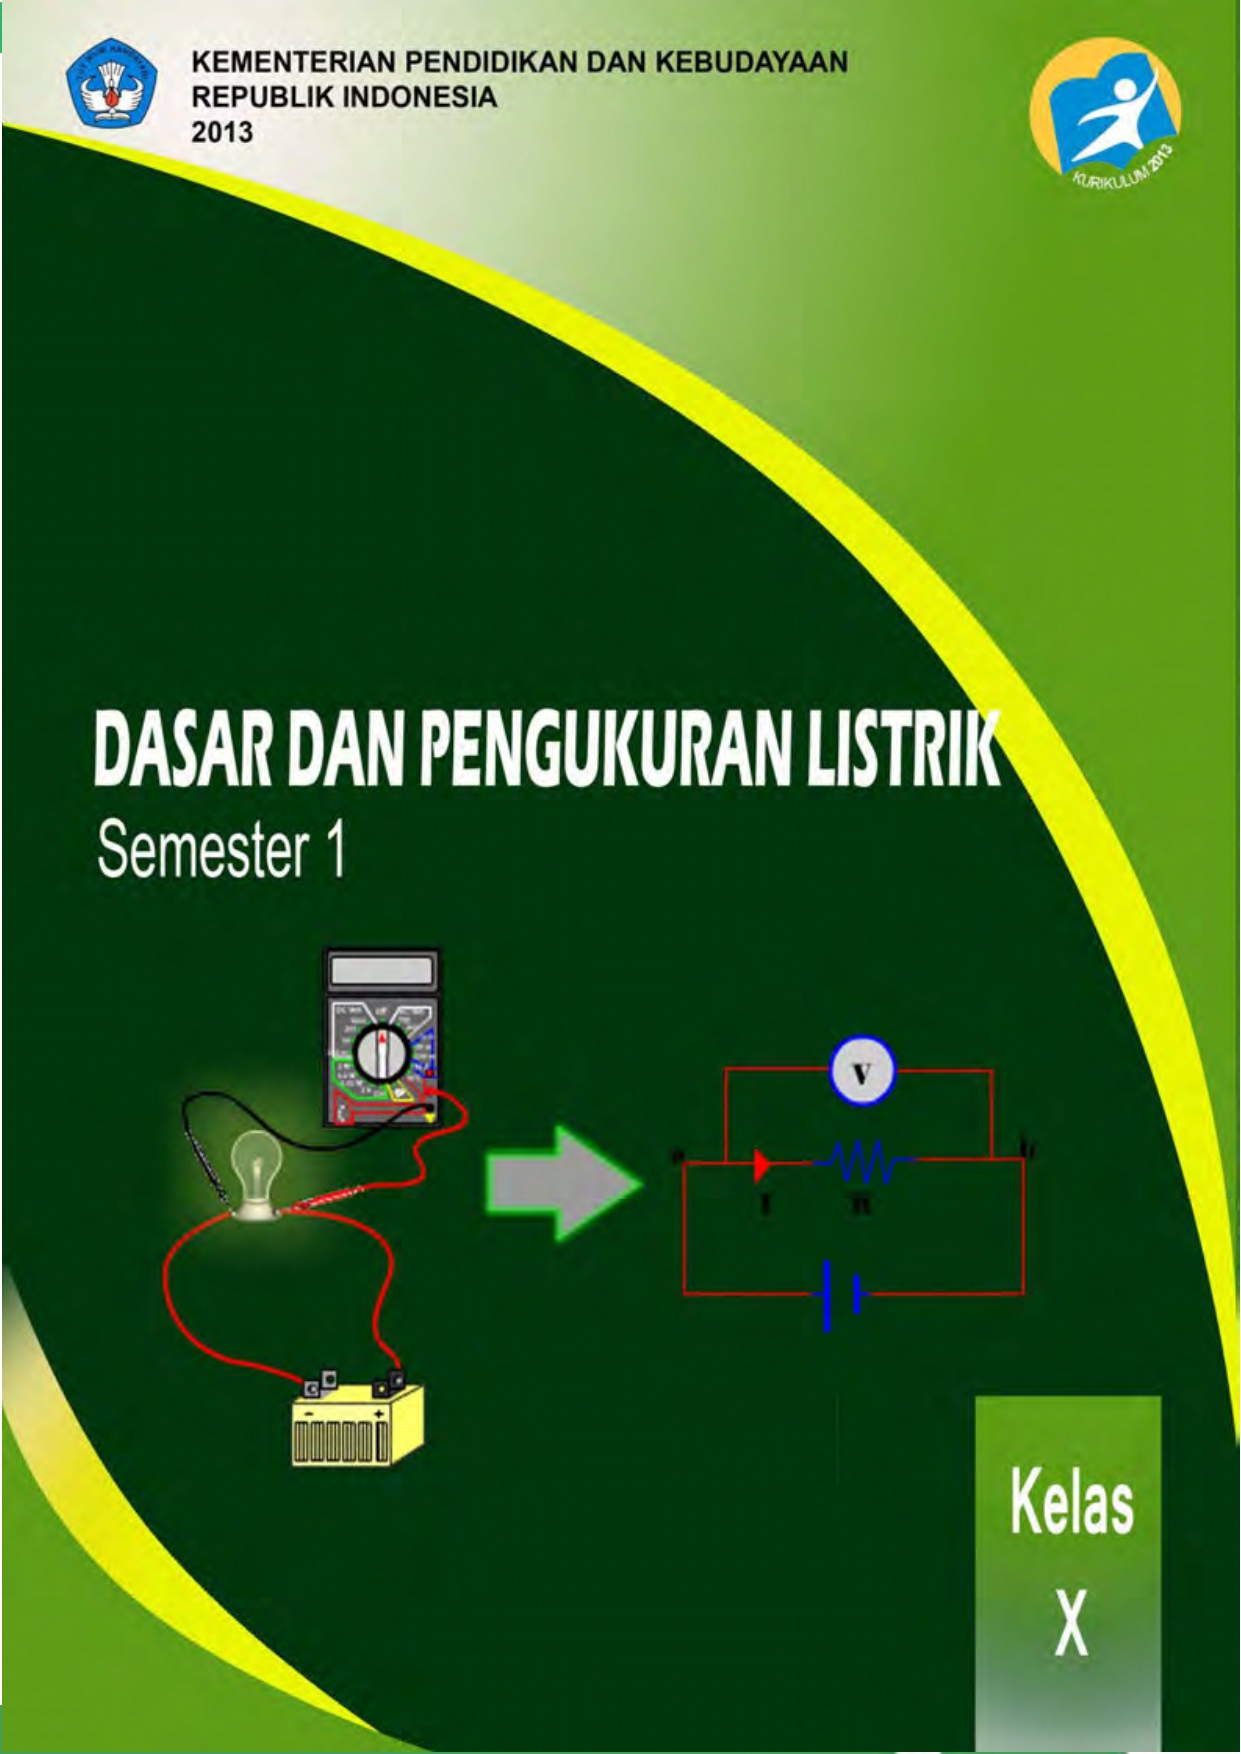 KEMENTERIAN PENDIDIKAN DAN KEBUDAYAAN
REPUBLIK INDONESIA
2013
KURIKULUM 2013
DASAR DAN PENGUKURAN LISTRIK
Semester 1
V
- +
Kelas
X